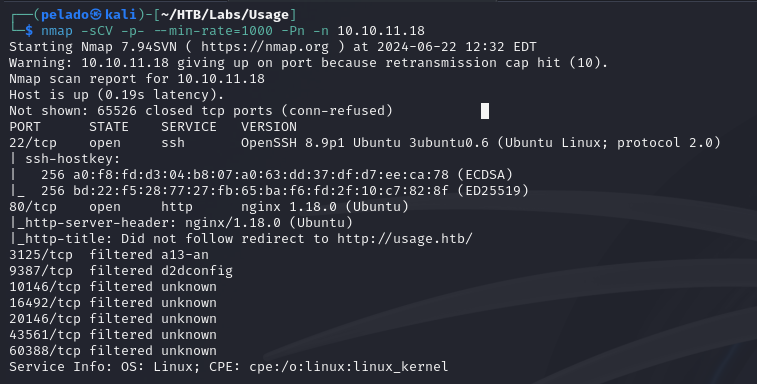 ┌──(pelado㉿kali)-[~/HTB/Labs/Usage]
└─$ nmap -sCV -p- --min-rate=1000 -Pn -n 10.10.11.18
Starting Nmap 7.94SVN ( https://nmap.org ) at 2024-06-22 12:32 EDT
Warning: 10.10.11.18 giving up on port because retransmission cap hit (10).
Nmap scan report for 10.10.11.18
Host is up (0.19s latency).
Not shown: 65526 closed tcp ports (conn-refused)
PORT      STATE    SERVICE   VERSION
22/tcp    open     ssh       OpenSSH 8.9p1 Ubuntu 3ubuntu0.6 (Ubuntu Linux; protocol 2.0)
| ssh-hostkey:
|   256 a0:f8:fd:d3:04:b8:07:a0:63:dd:37:df:d7:ee:ca:78 (ECDSA)
|_  256 bd:22:f5:28:77:27:fb:65:ba:f6:fd:2f:10:c7:82:8f (ED25519)
80/tcp    open     http      nginx 1.18.0 (Ubuntu)
|_http-server-header: nginx/1.18.0 (Ubuntu)
|_http-title: Did not follow redirect to http://usage.htb/
3125/tcp  filtered a13-an
9387/tcp  filtered d2dconfig
10146/tcp filtered unknown
16492/tcp filtered unknown
20146/tcp filtered unknown
43561/tcp filtered unknown
60388/tcp filtered unknown
Service Info: OS: Linux; CPE: cpe:/o:linux:linux_kernel